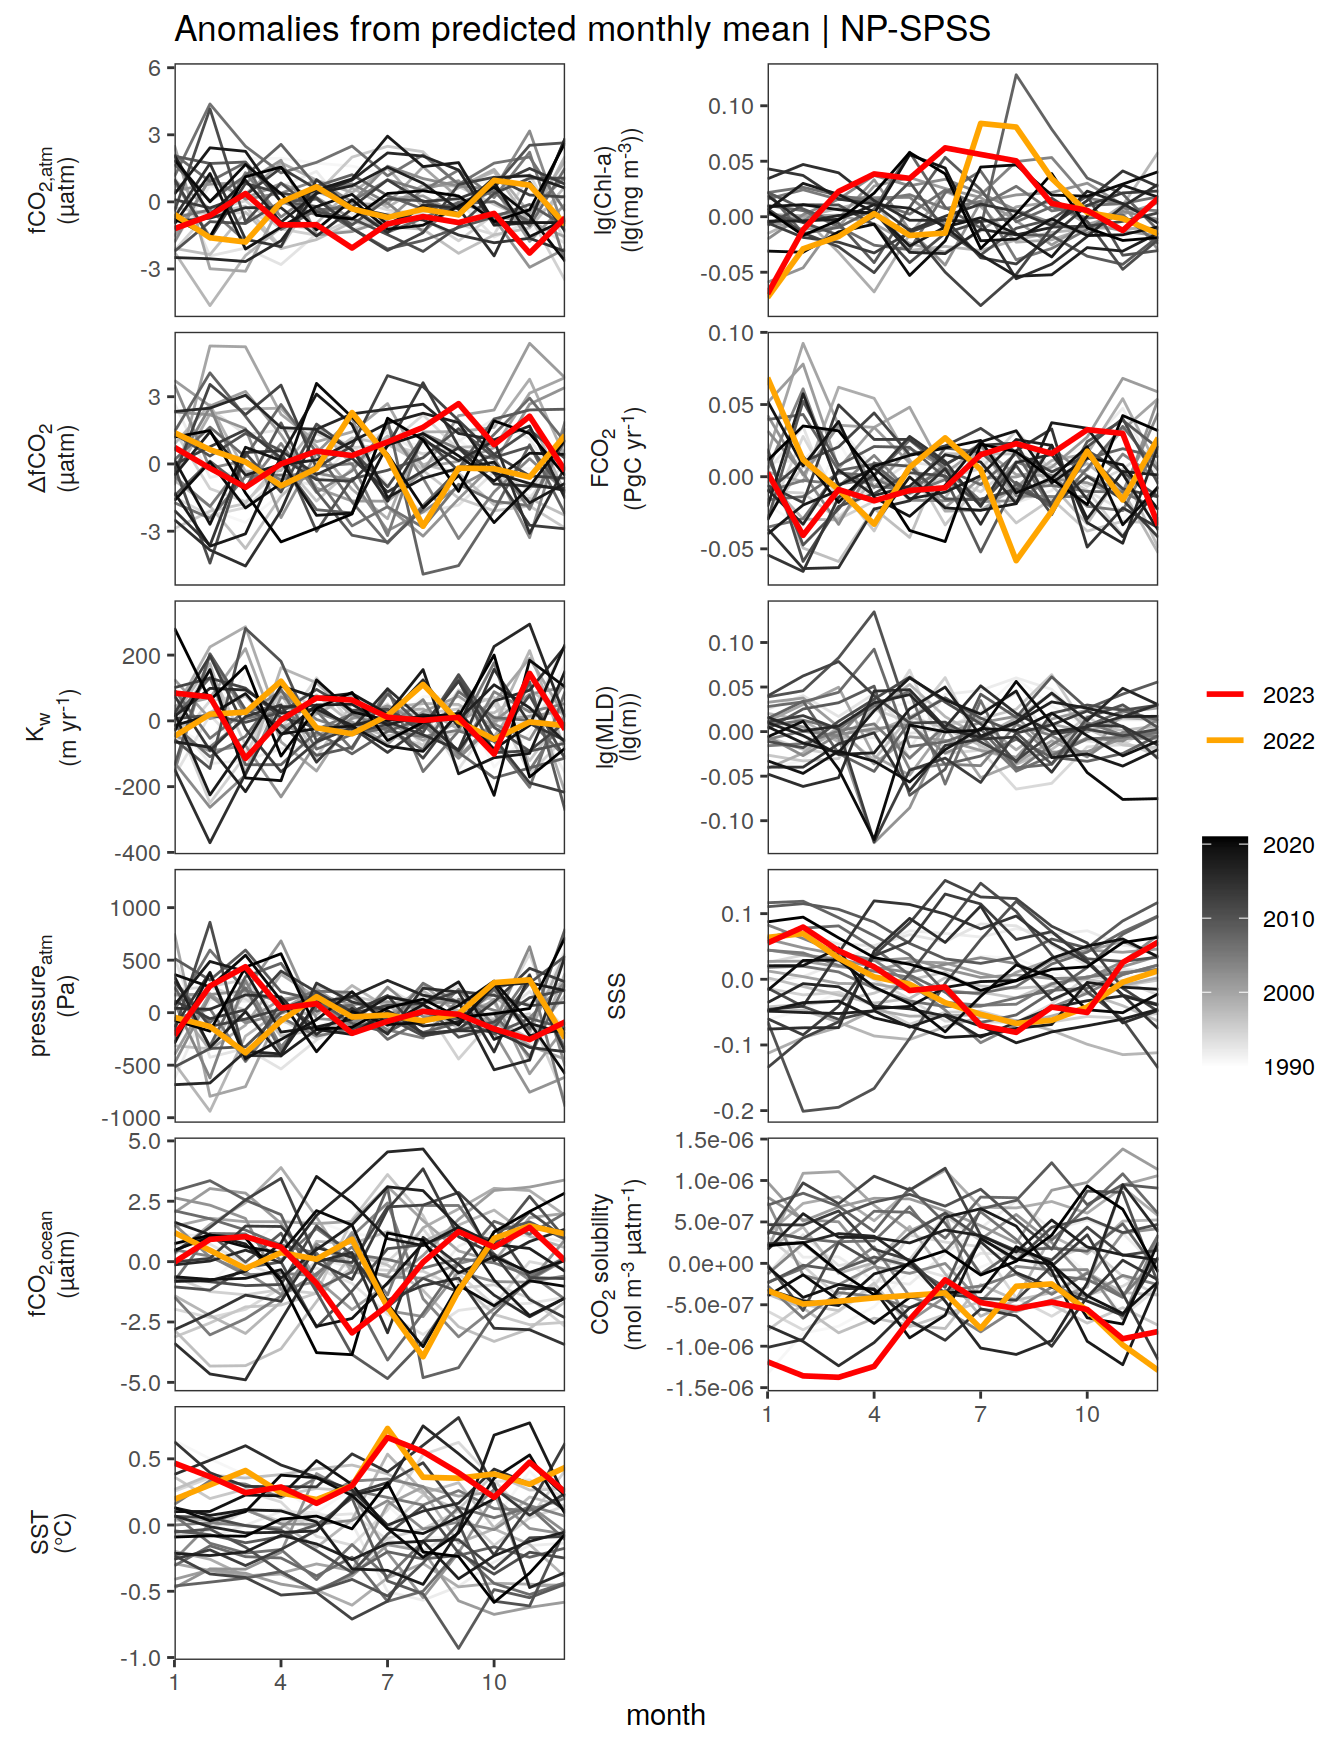 Anomalies from predicted monthly mean | NP-SPSS
fCO2,atm
(µatm)
6
3
0
-3
lg(Chl-a)
(lg(mg m-3))
0.10
0.05
0.00
-0.05
ΔfCO2
(µatm)
3
0
-3
FCO2
(PgC yr-1)
0.10
0.05
0.00
-0.05
Kw
(m yr-1)
200
0
-200
-400
lg(MLD)
(lg(m))
0.10
0.05
0.00
-0.05
-0.10
pressureatm
(Pa)
1000
500
0
-500
-1000
SSS
0.1
0.0
-0.1
-0.2
fCO2,ocean
(µatm)
5.0
2.5
0.0
-2.5
-5.0
CO2 solubility
(mol m-3 µatm-1)
1.5e-06
1.0e-06
5.0e-07
0.0e+00
-5.0e-07
-1.0e-06
-1.5e-06
1
4
7
10
SST
(°C)
0.5
0.0
-0.5
-1.0
1
4
7
10
month
2023
2022
2020
2010
2000
1990